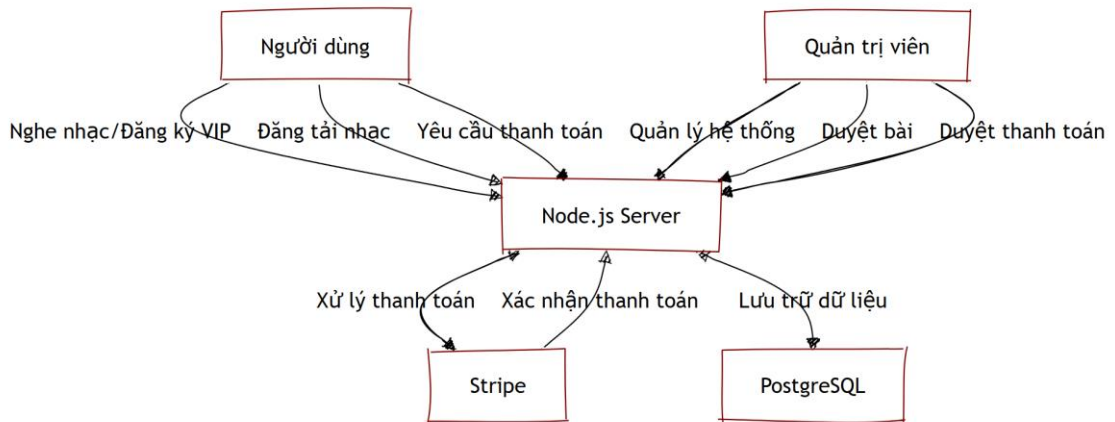 Người dùng
Quản trị viên
Nghe nhạc/Đăng ký VIP
Đăng tải nhạc
Yêu cầu thanh toán
Quản lý hệ thống
Duyệt bài
Duyệt thanh toán
Node.js Server
Xử lý thanh toán
Xác nhận thanh toán
Lưu trữ dữ liệu
Stripe
PostgreSQL